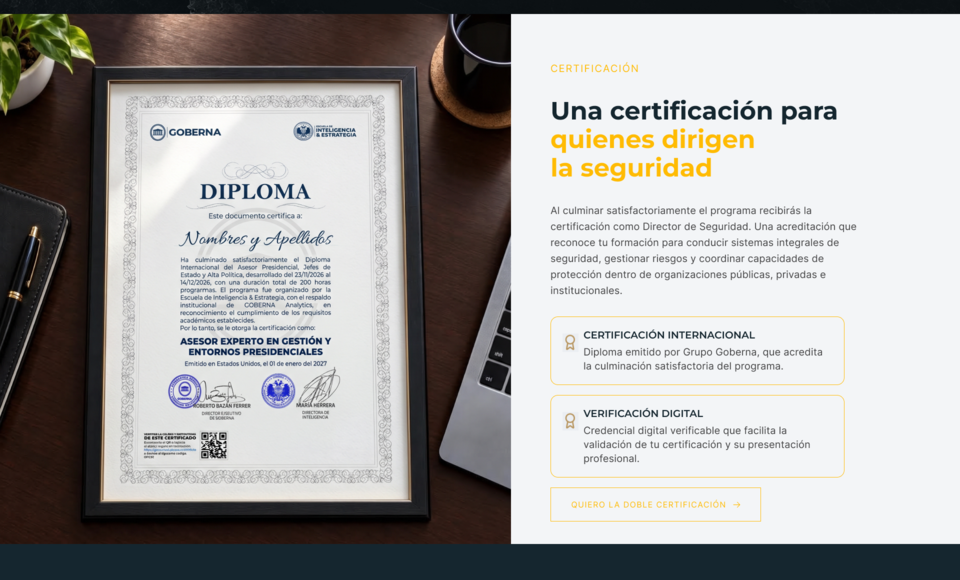 GOBERNA
ESCUELA DE
INTELIGENCIA
& ESTRATEGIA
DIPLOMA
Este documento certifica a:
Nombres y Apellidos
Ha culminado satisfactoriamente el Diploma
Internacional del Asesor Presidencial, Jefes de
Estado y Alta Política, desarrollado del 23/11/2026 al
14/12/2026, con una duración total de 200 horas
programas. El programa fue organizado por la
Escuela de Inteligencia & Estrategia, con el respaldo
institucional de GOBERNA Analytics, en
reconocimiento al cumplimiento de los requisitos
académicos establecidos.
Por lo tanto, se le otorga la certificación como:
ASESOR EXPERTO EN GESTIÓN Y
ENTORNOS PRESIDENCIALES
Emitido en Estados Unidos, el 01 de enero del 2027
ROBERTO BAZÁN FERRER
DIRECTOR EJECUTIVO
DE GOBERNA
MARÍA HERRERA
DIRECTORA DE
INTELIGENCIA
DE ESTE CERTIFICADO
CERTIFICACIÓN
Una certificación para
quienes dirigen
la seguridad
Al culminar satisfactoriamente el programa recibirás la
certificación como Director de Seguridad. Una acreditación que
reconoce tu formación para conducir sistemas integrales de
seguridad, gestionar riesgos y coordinar capacidades de
protección dentro de organizaciones públicas, privadas e
institucionales.
CERTIFICACIÓN INTERNACIONAL
Diploma emitido por Grupo Goberna, que acredita
la culminación satisfactoria del programa.
VERIFICACIÓN DIGITAL
Credencial digital verificable que facilita la
validación de tu certificación y su presentación
profesional.
QUIERO LA DOBLE CERTIFICACIÓN →